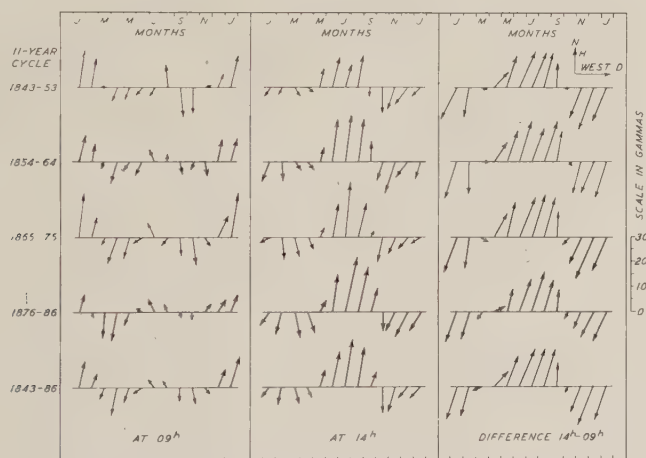 J M M J S N J J M M J S N J J M M J S N J
MONTHS MONTHS MONTHS
11-YEAR
CYCLE
N
H
WEST D
1843-53
1854-64
1865-75
1876-86
1843-86
SCALE IN GAMMAS
30
20
10
0
AT 09h AT 14h DIFFERENCE 14h-09h